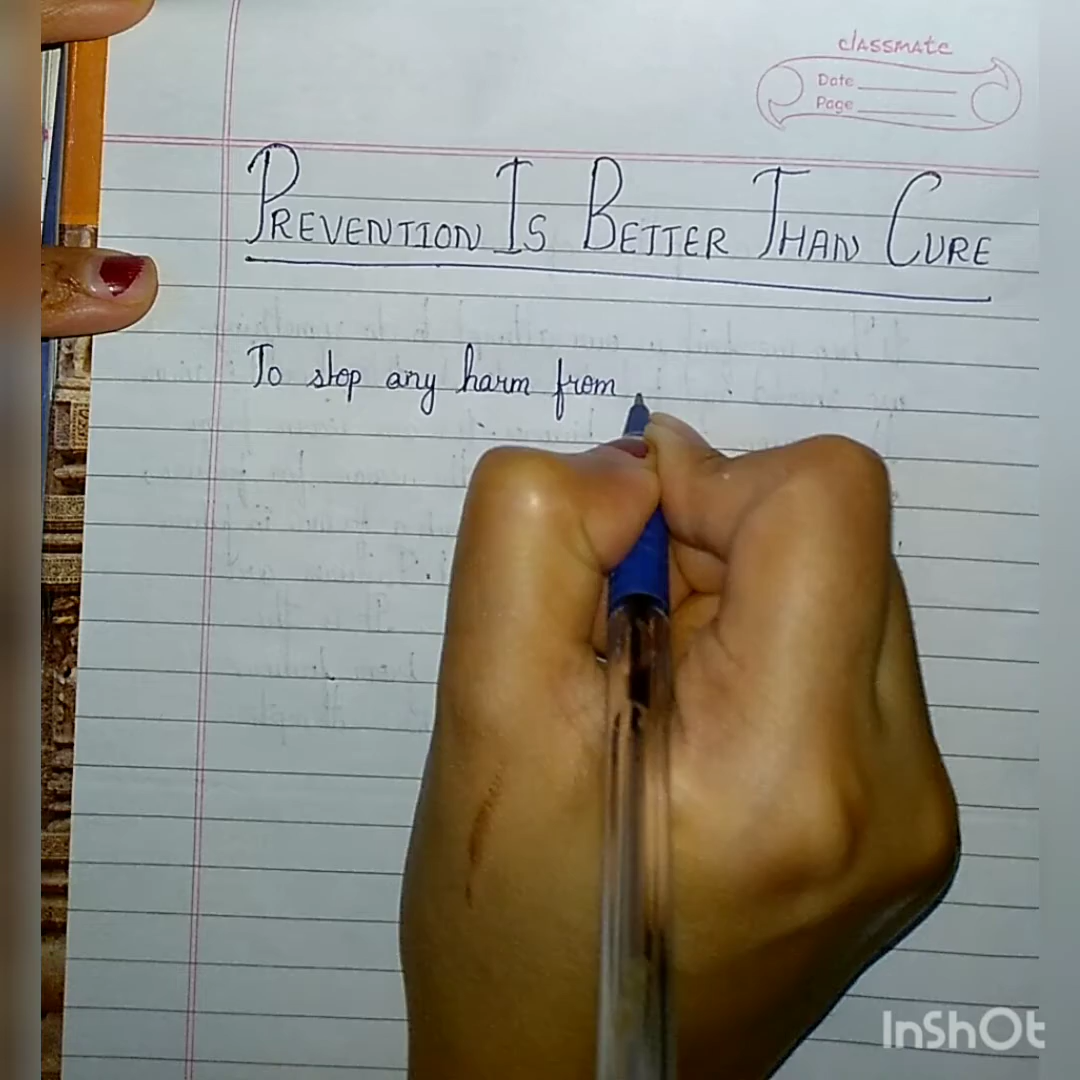 classmate
Date
Page
PREVENTION IS BETTER THAN CURE
To stop any harm from
InShOt